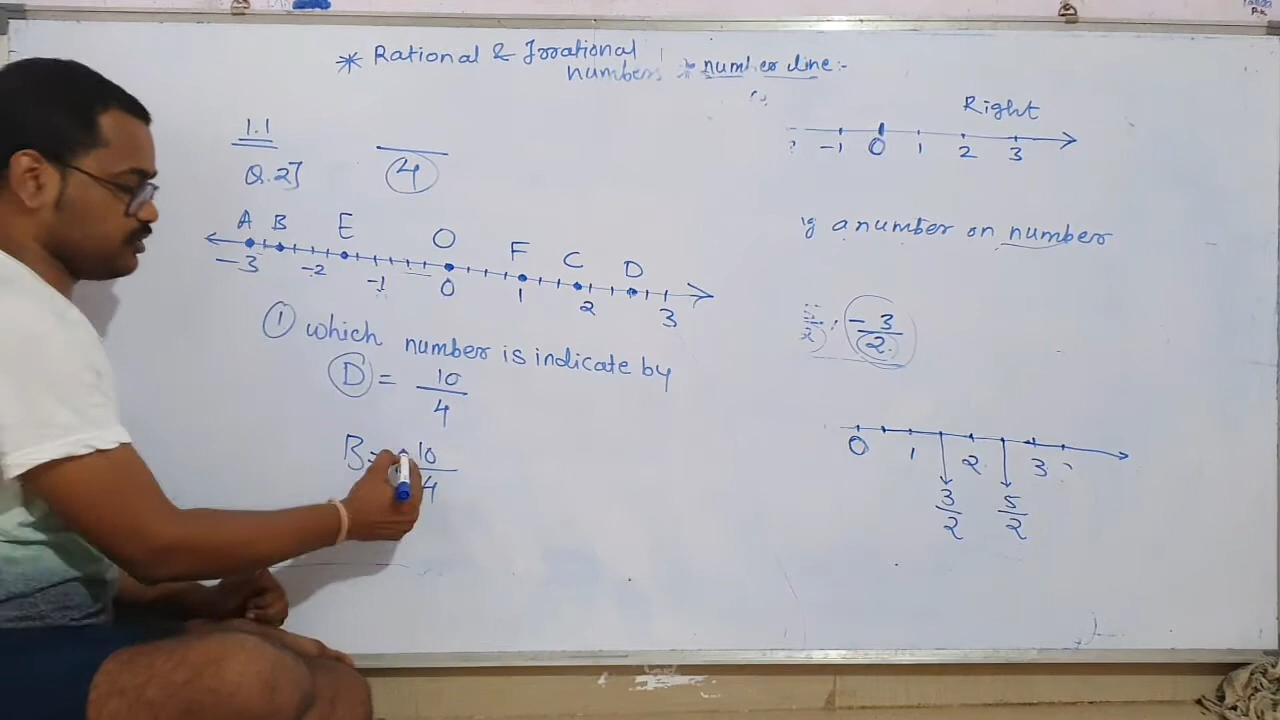 * Rational & Irrational
numbers * number line :-
1.1
Q.2]
4
A B E O F C D
-3 -2 -1 0 1 2 3
① which number is indicate by
D = 10/4
B = 10/4
Right
-1 0 1 2 3
g a number on number
-3/2
0 1 2 3
3/2 5/2